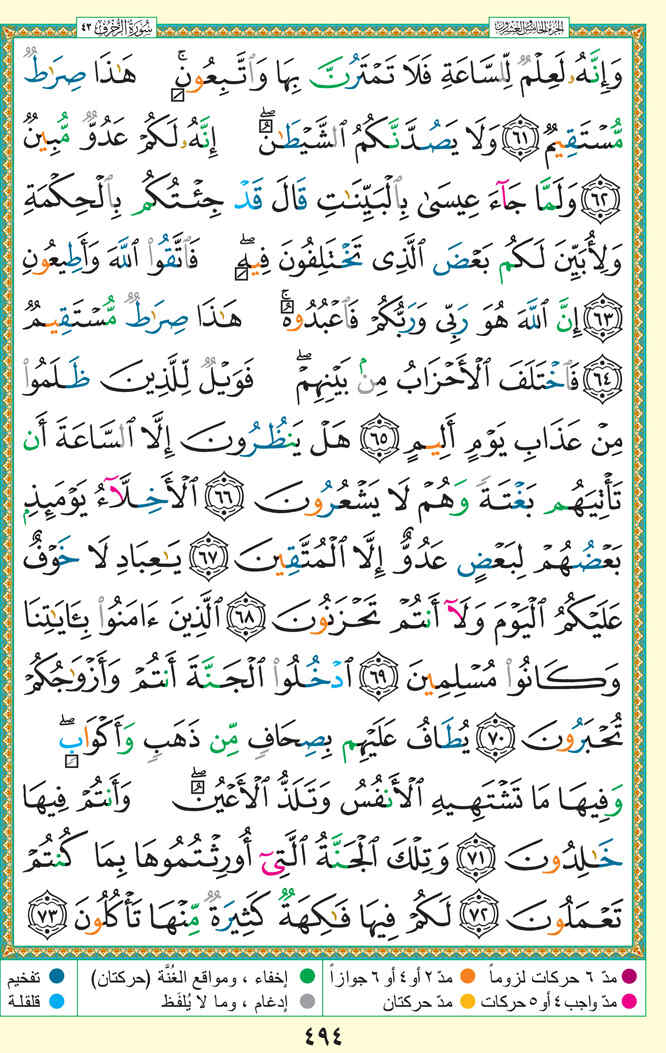 سُورَةُ الزُّخْرُفِ ٤٣
الجزء الخامس والعشرون
وَإِنَّهُۥ لَعِلْمٌ لِّلسَّاعَةِ فَلَا تَمْتَرُنَّ بِهَا وَٱتَّبِعُونِ ۚ هَٰذَا صِرَٰطٌ
مُّسْتَقِيمٌ ﴿٦١﴾ وَلَا يَصُدَّنَّكُمُ ٱلشَّيْطَٰنُ ۖ إِنَّهُۥ لَكُمْ عَدُوٌّ مُّبِينٌ
﴿٦٢﴾ وَلَمَّا جَآءَ عِيسَىٰ بِٱلْبَيِّنَٰتِ قَالَ قَدْ جِئْتُكُم بِٱلْحِكْمَةِ
وَلِأُبَيِّنَ لَكُم بَعْضَ ٱلَّذِى تَخْتَلِفُونَ فِيهِ ۖ فَٱتَّقُوا۟ ٱللَّهَ وَأَطِيعُونِ
﴿٦٣﴾ إِنَّ ٱللَّهَ هُوَ رَبِّى وَرَبُّكُمْ فَٱعْبُدُوهُ ۚ هَٰذَا صِرَٰطٌ مُّسْتَقِيمٌ
﴿٦٤﴾ فَٱخْتَلَفَ ٱلْأَحْزَابُ مِنۢ بَيْنِهِمْ ۖ فَوَيْلٌ لِّلَّذِينَ ظَلَمُوا۟
مِنْ عَذَابِ يَوْمٍ أَلِيمٍ ﴿٦٥﴾ هَلْ يَنظُرُونَ إِلَّا ٱلسَّاعَةَ أَن
تَأْتِيَهُم بَغْتَةً وَهُمْ لَا يَشْعُرُونَ ﴿٦٦﴾ ٱلْأَخِلَّآءُ يَوْمَئِذٍۭ
بَعْضُهُمْ لِبَعْضٍ عَدُوٌّ إِلَّا ٱلْمُتَّقِينَ ﴿٦٧﴾ يَٰعِبَادِ لَا خَوْفٌ
عَلَيْكُمُ ٱلْيَوْمَ وَلَآ أَنتُمْ تَحْزَنُونَ ﴿٦٨﴾ ٱلَّذِينَ ءَامَنُوا۟ بِـَٔايَٰتِنَا
وَكَانُوا۟ مُسْلِمِينَ ﴿٦٩﴾ ٱدْخُلُوا۟ ٱلْجَنَّةَ أَنتُمْ وَأَزْوَٰجُكُمْ
تُحْبَرُونَ ﴿٧٠﴾ يُطَافُ عَلَيْهِم بِصِحَافٍ مِّن ذَهَبٍ وَأَكْوَابٍ ۖ
وَفِيهَا مَا تَشْتَهِيهِ ٱلْأَنفُسُ وَتَلَذُّ ٱلْأَعْيُنُ ۖ وَأَنتُمْ فِيهَا
خَٰلِدُونَ ﴿٧١﴾ وَتِلْكَ ٱلْجَنَّةُ ٱلَّتِىٓ أُورِثْتُمُوهَا بِمَا كُنتُمْ
تَعْمَلُونَ ﴿٧٢﴾ لَكُمْ فِيهَا فَٰكِهَةٌ كَثِيرَةٌ مِّنْهَا تَأْكُلُونَ ﴿٧٣﴾
مدّ ٦ حركات لزوماً مدّ ٢ أو ٤ أو ٦ جوازاً إخفاء ، ومواقع الغُنَّة (حركتان) تفخيم
مدّ واجب ٤ أو ٥ حركات مدّ حركتان إدغام ، وما لا يُلفَظ قلقلة
٤٩٤